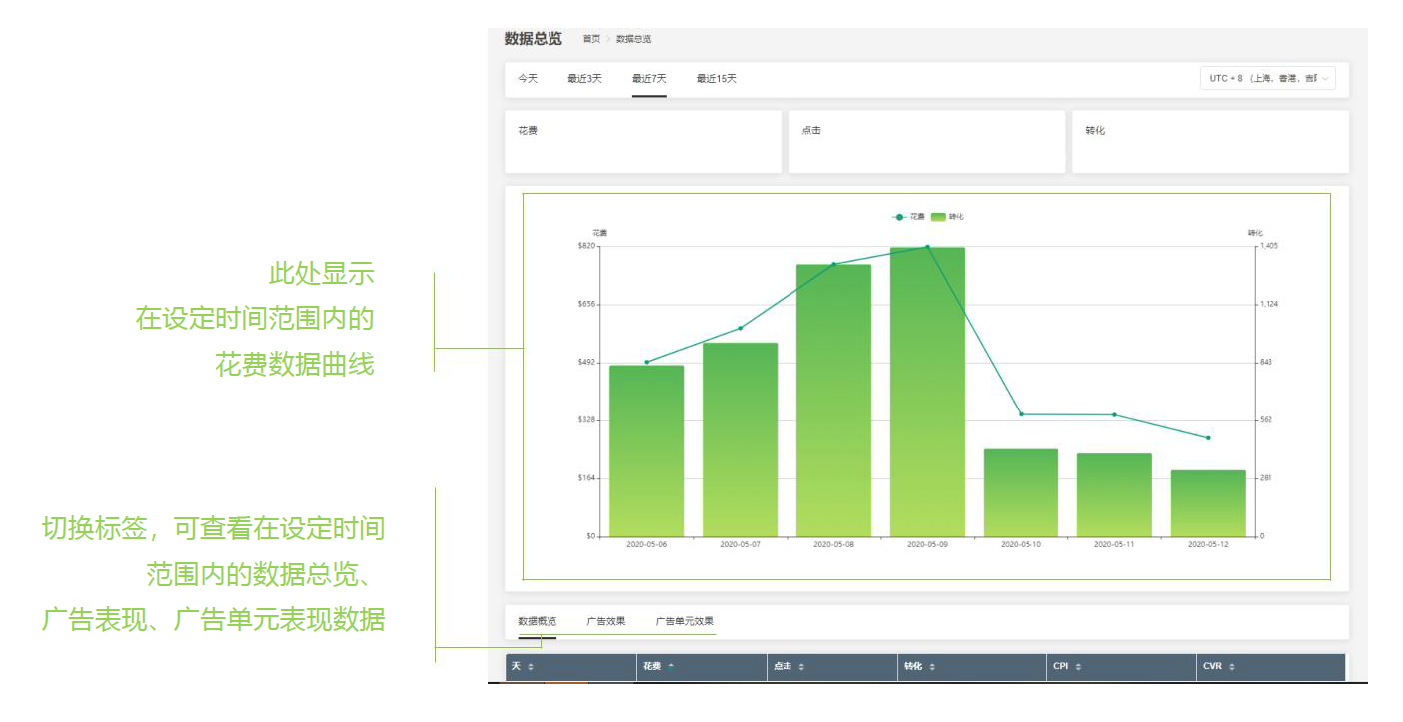 数据总览 首页 > 数据总览
今天 最近3天 最近7天 最近15天 UTC + 8 （上海，香港，吉
花费 点击 转化
花费 转化
花费 转化
$820 1,405
$656 1,124
$492 843
$328 562
$164 281
$0 0
2020-05-06 2020-05-07 2020-05-08 2020-05-09 2020-05-10 2020-05-11 2020-05-12
此处显示
在设定时间范围内的
花费数据曲线
切换标签，可查看在设定时间
范围内的数据总览、
广告表现、广告单元表现数据
数据概览 广告效果 广告单元效果
天 花费 点击 转化 CPI CVR